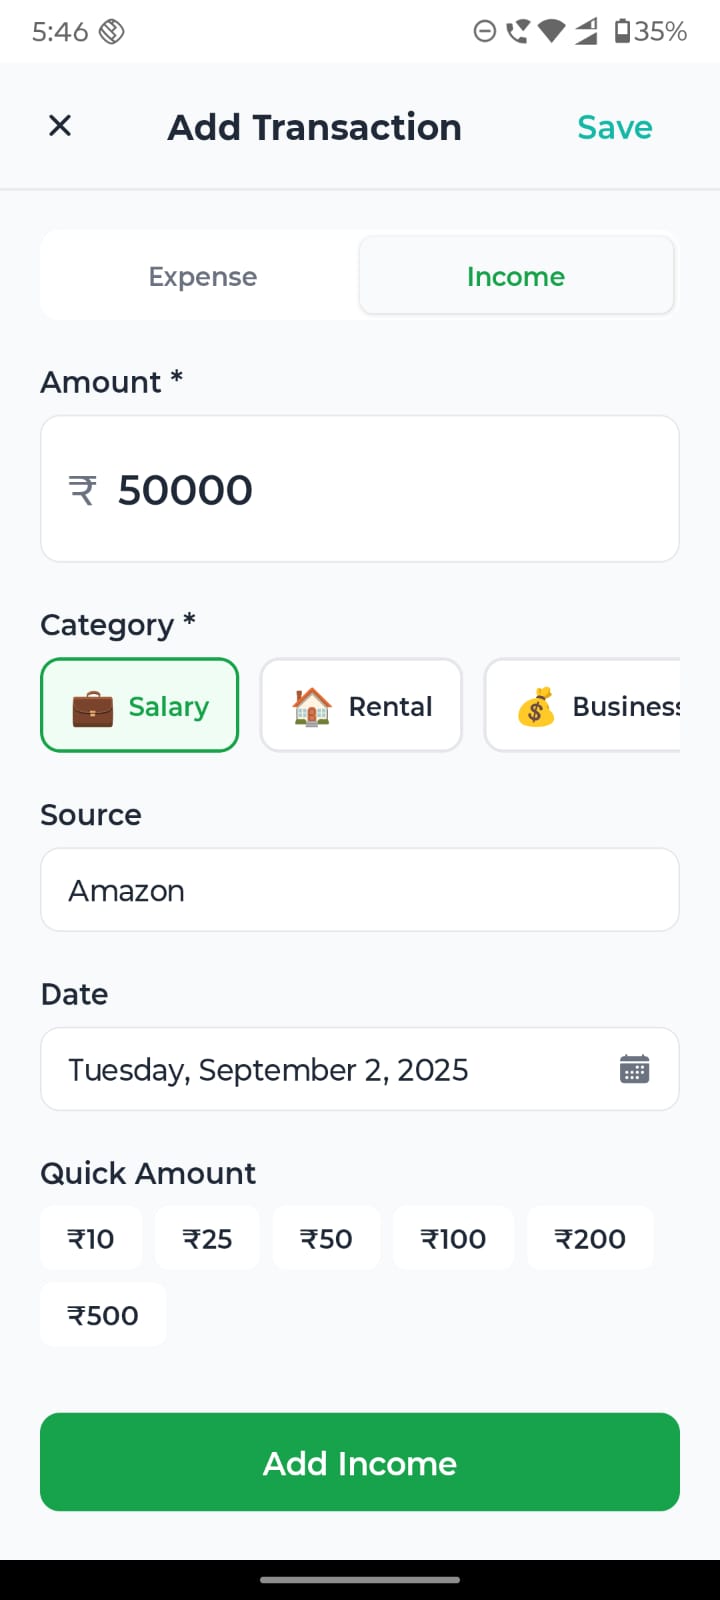 5:46 35%
Add Transaction Save
Expense Income
Amount *
₹ 50000
Category *
Salary Rental Business
Source
Amazon
Date
Tuesday, September 2, 2025
Quick Amount
₹10 ₹25 ₹50 ₹100 ₹200
₹500
Add Income